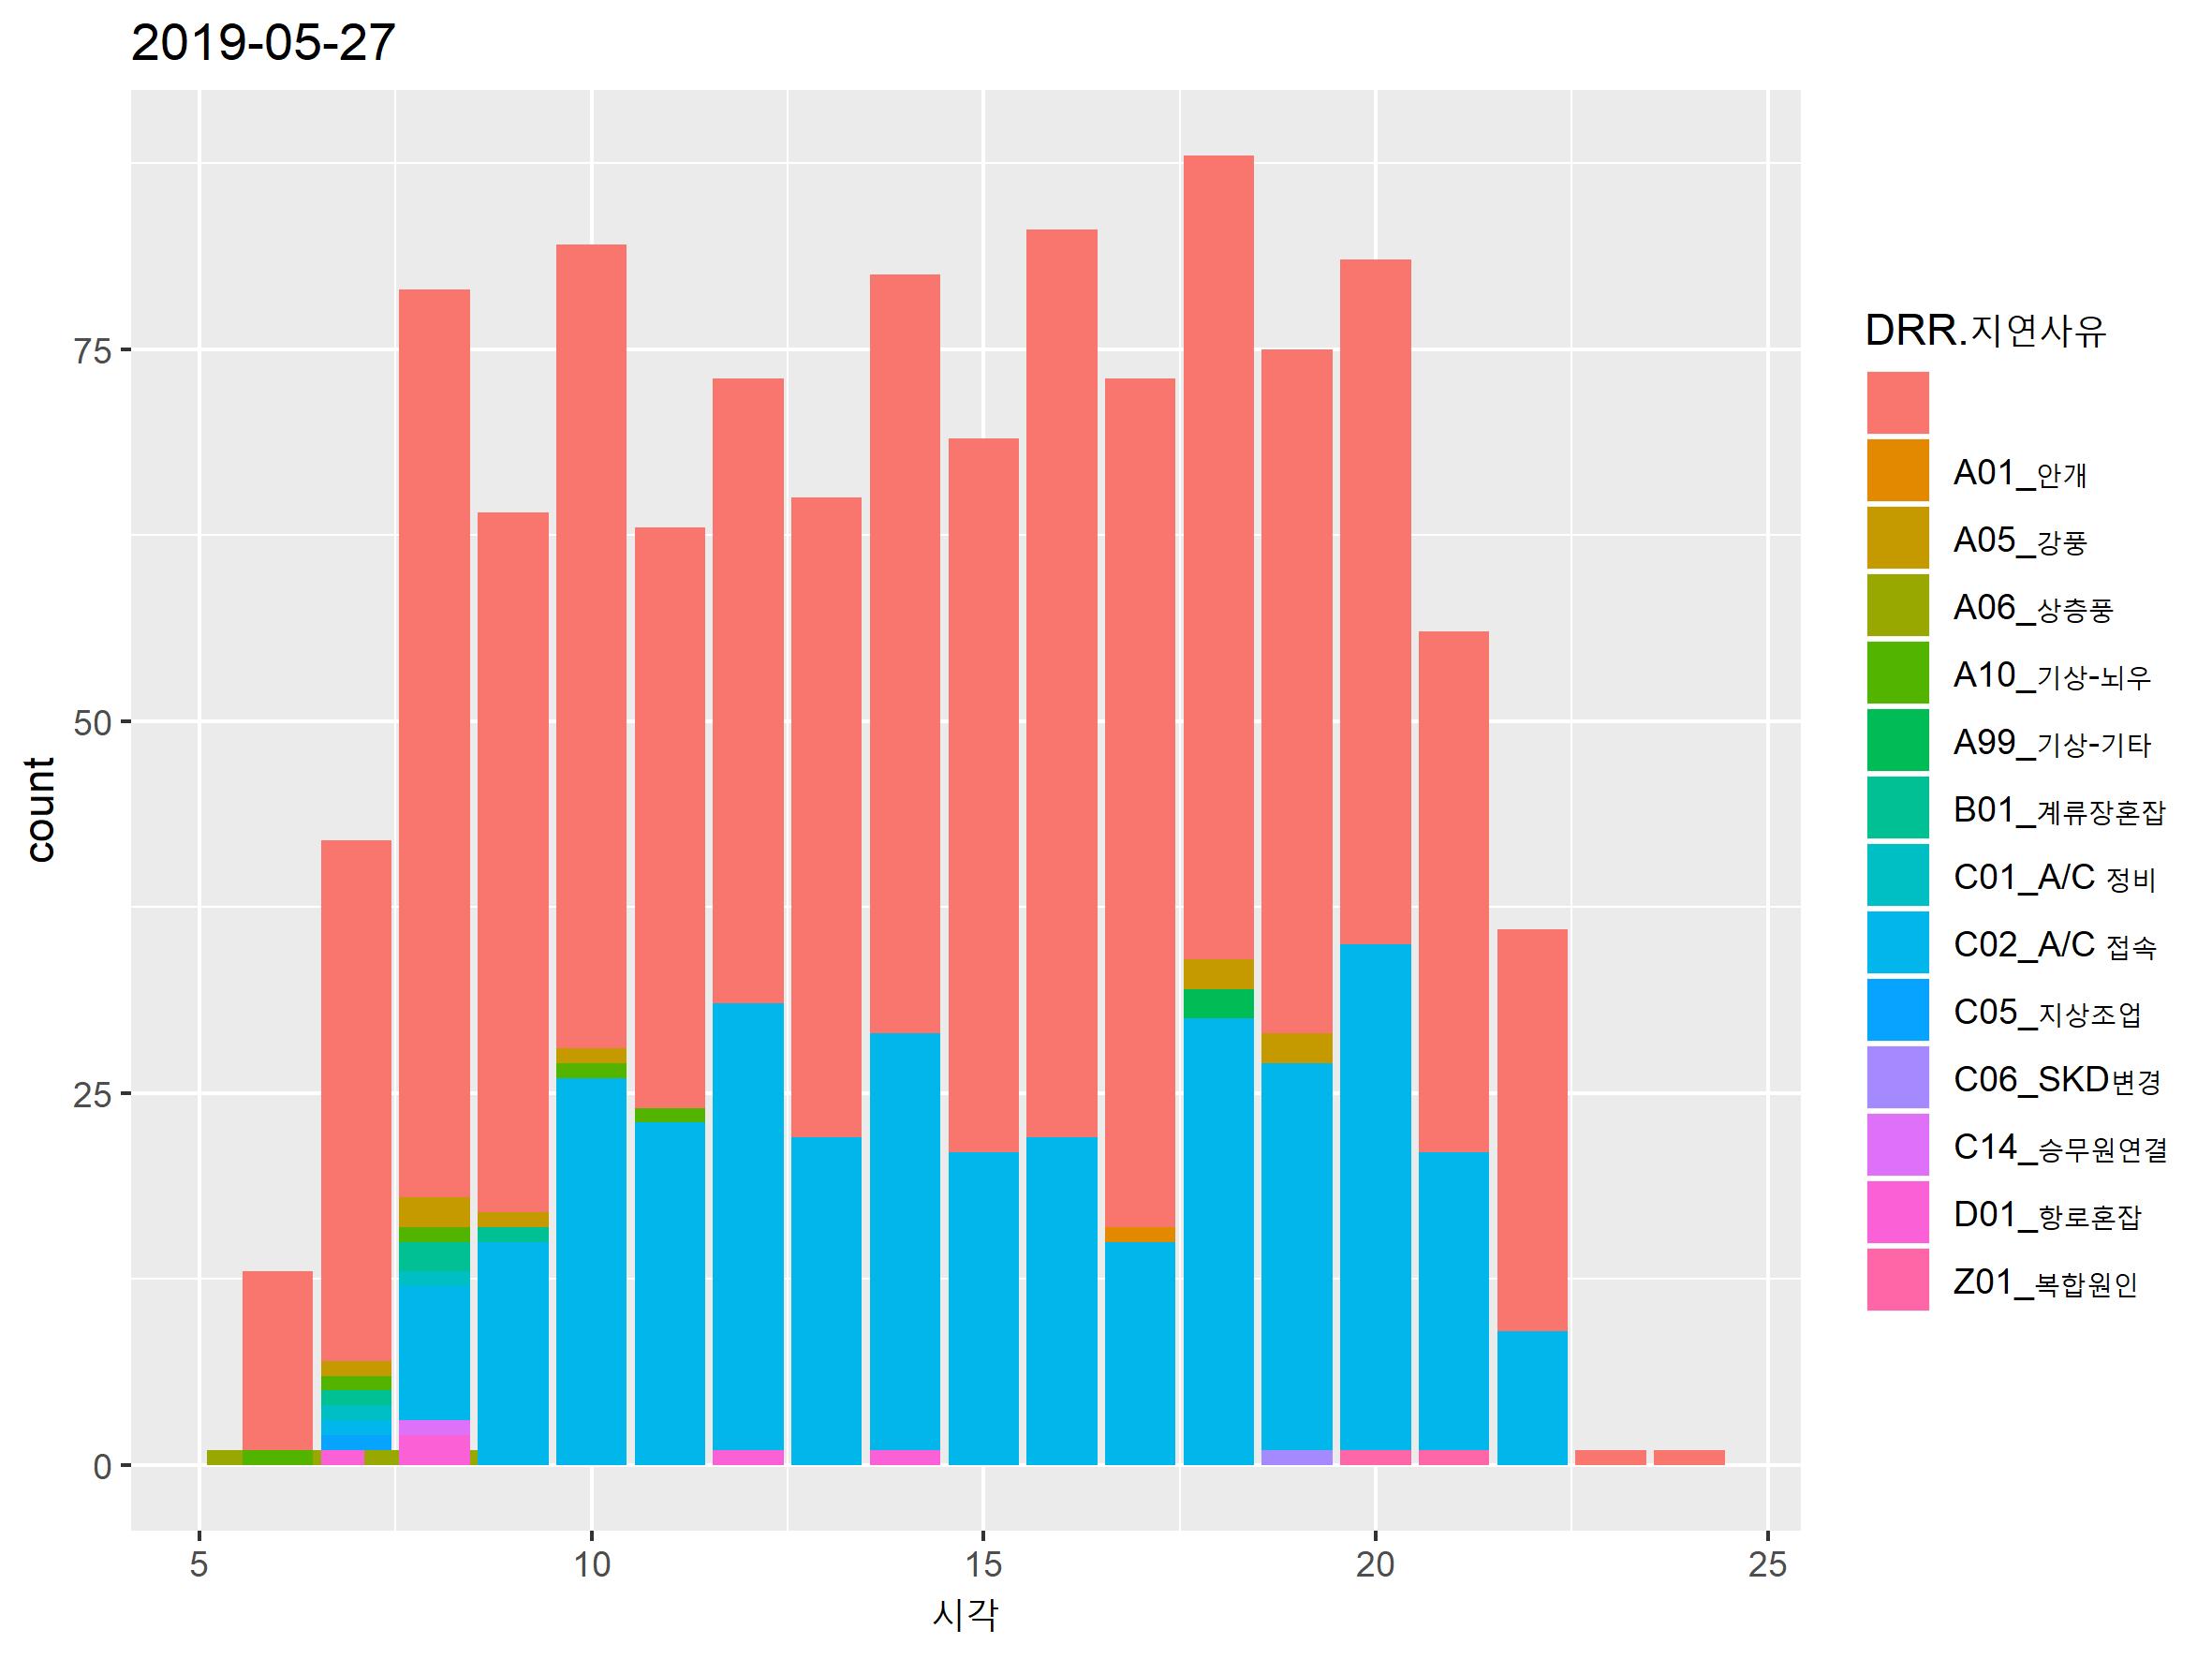 2019-05-27
75
50
25
0
count
5 10 15 20 25
시각
DRR.지연사유
A01_안개
A05_강풍
A06_상층풍
A10_기상-뇌우
A99_기상-기타
B01_계류장혼잡
C01_A/C 정비
C02_A/C 접속
C05_지상조업
C06_SKD변경
C14_승무원연결
D01_항로혼잡
Z01_복합원인